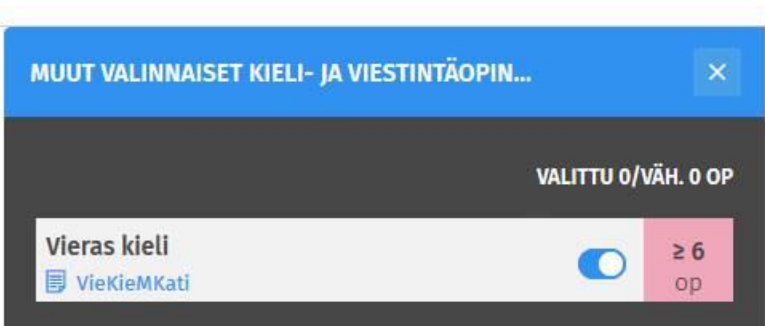 MUUT VALINNAISET KIELI- JA VIESTINTÄOPIN...
VALITTU 0/VÄH. 0 OP
Vieras kieli
≥ 6
VieKieMKati
op